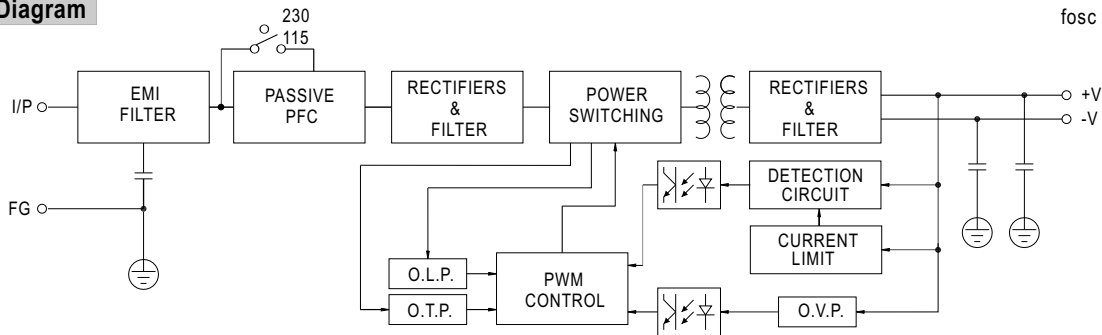 Diagram
fosc
230
115
I/P
EMI
FILTER
PASSIVE
PFC
RECTIFIERS
&
FILTER
POWER
SWITCHING
RECTIFIERS
&
FILTER
+V
-V
FG
DETECTION
CIRCUIT
CURRENT
LIMIT
O.L.P.
O.T.P.
PWM
CONTROL
O.V.P.